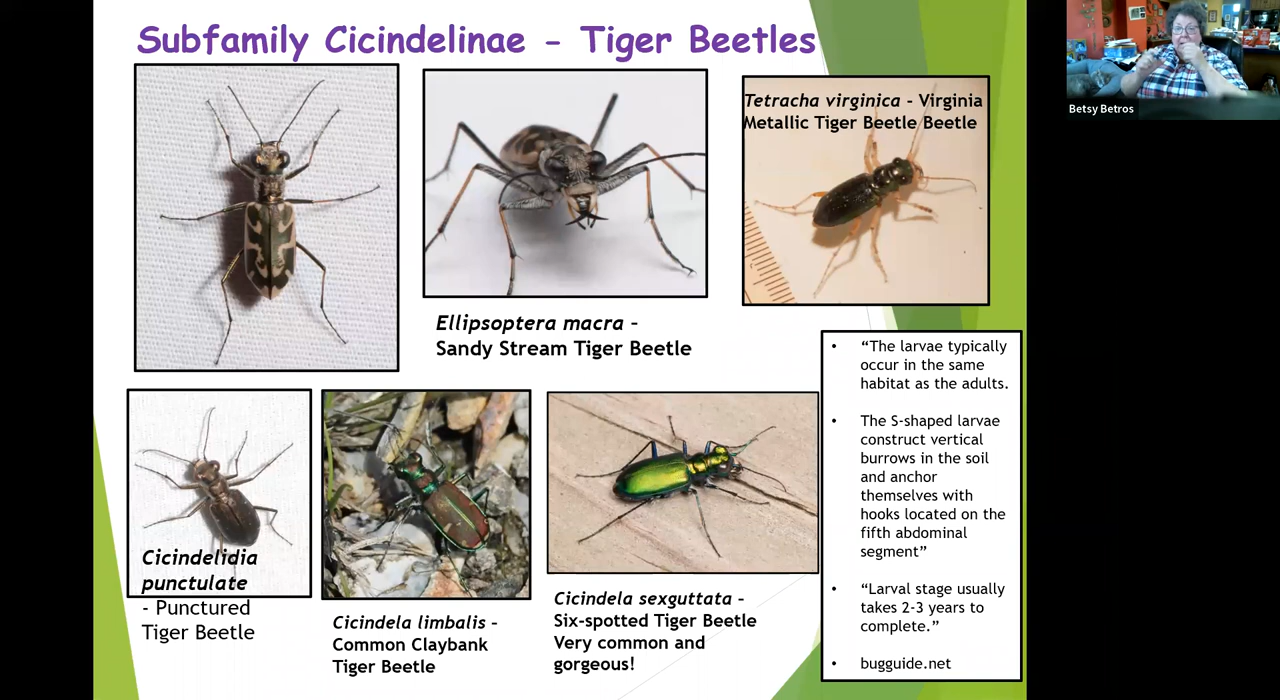 Subfamily Cicindelinae - Tiger Beetles
Tetracha virginica - Virginia
Metallic Tiger Beetle Beetle
Ellipsoptera macra –
Sandy Stream Tiger Beetle
Cicindelidia
punctulate
- Punctured
Tiger Beetle
Cicindela limbalis –
Common Claybank
Tiger Beetle
Cicindela sexguttata –
Six-spotted Tiger Beetle
Very common and
gorgeous!
• “The larvae typically
occur in the same
habitat as the adults.
• The S-shaped larvae
construct vertical
burrows in the soil
and anchor
themselves with
hooks located on the
fifth abdominal
segment”
• “Larval stage usually
takes 2-3 years to
complete.”
• bugguide.net
Betsy Betros